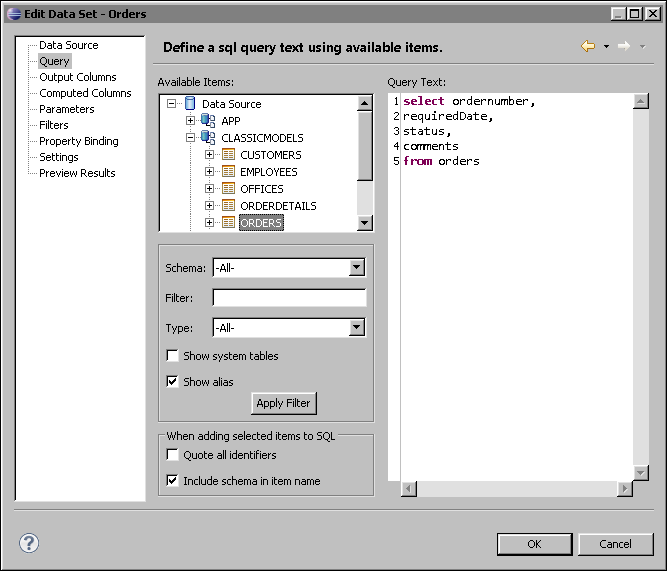 Edit Data Set - Orders
Data Source
Query
Output Columns
Computed Columns
Parameters
Filters
Property Binding
Settings
Preview Results
Define a sql query text using available items.
Available Items:
Data Source
APP
CLASSICMODELS
CUSTOMERS
EMPLOYEES
OFFICES
ORDERDETAILS
ORDERS
Schema: -All-
Filter:
Type: -All-
Show system tables
Show alias
Apply Filter
When adding selected items to SQL
Quote all identifiers
Include schema in item name
Query Text:
1 select ordernumber,
2 requiredDate,
3 status,
4 comments
5 from orders
?
OK
Cancel